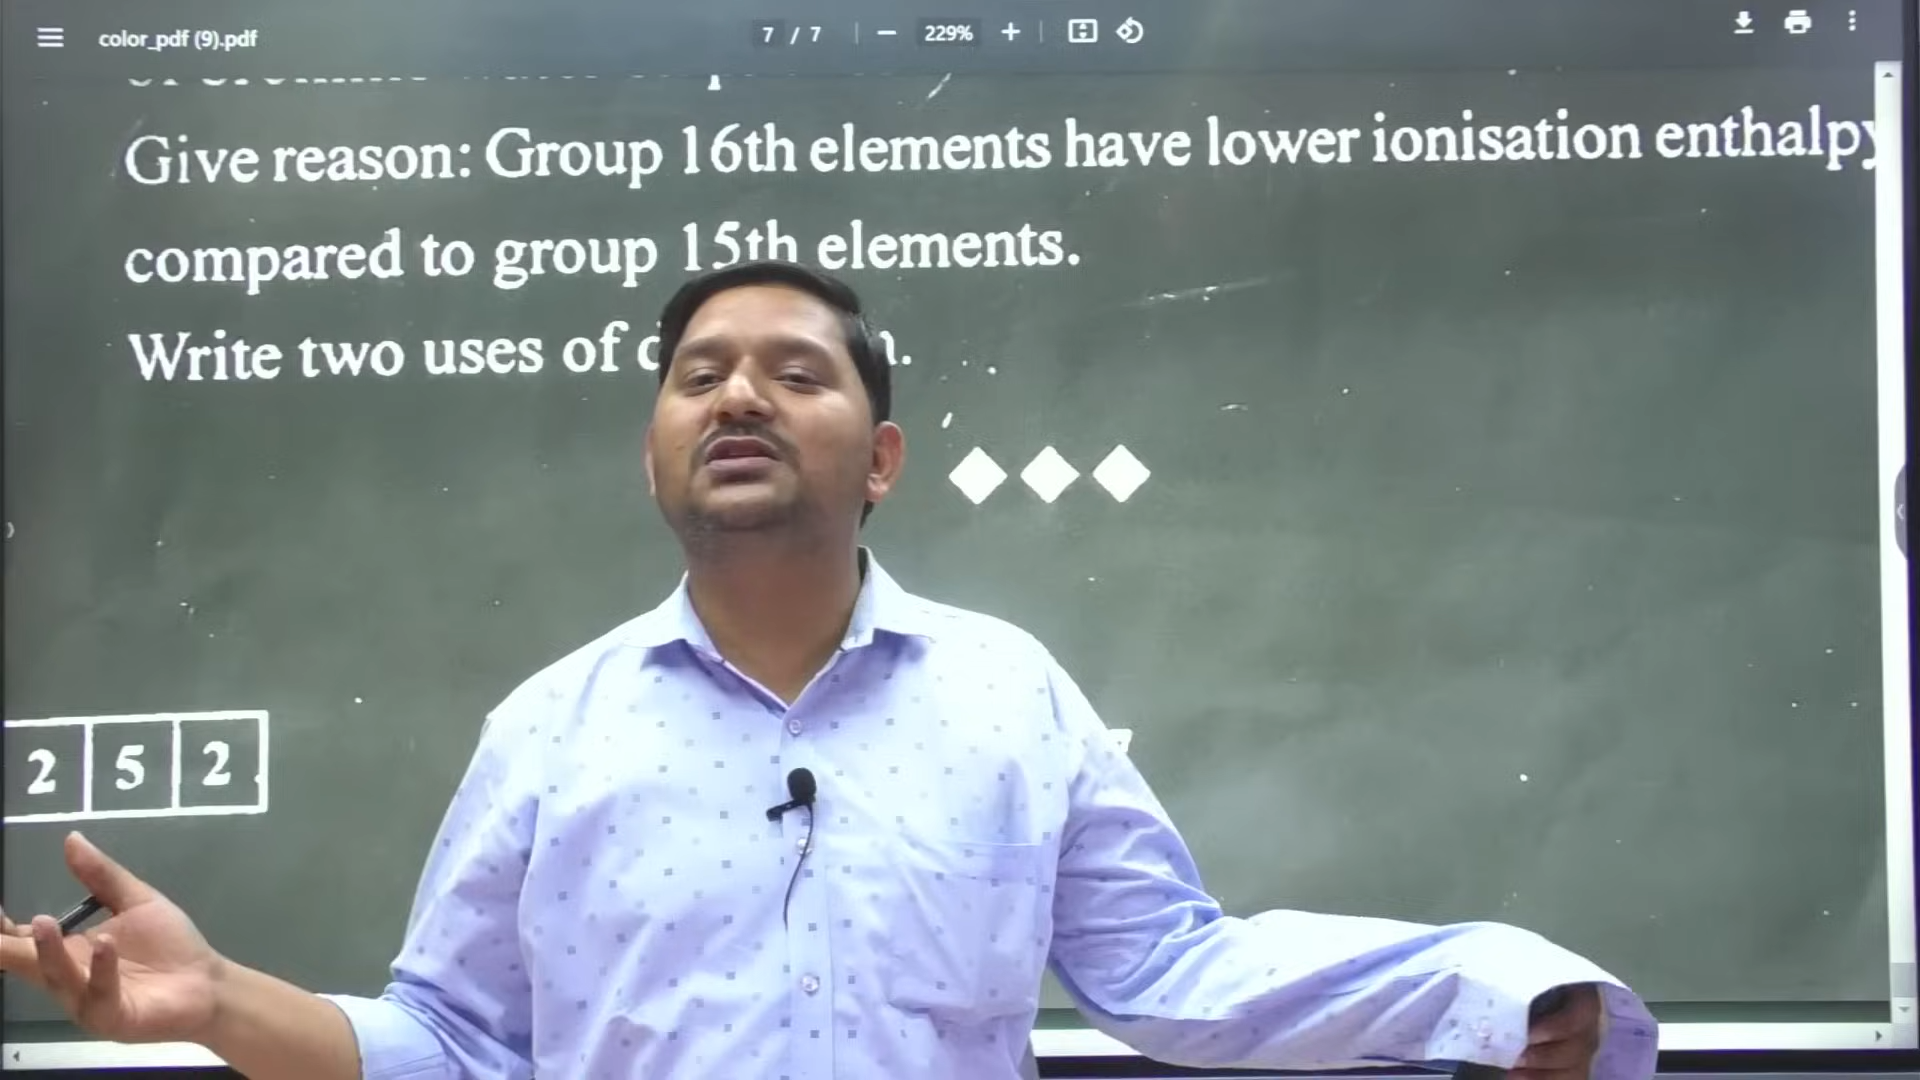 color_pdf (9).pdf
7 / 7
229%
Give reason: Group 16th elements have lower ionisation enthalpy
compared to group 15th elements.
Write two uses of
2 5 2